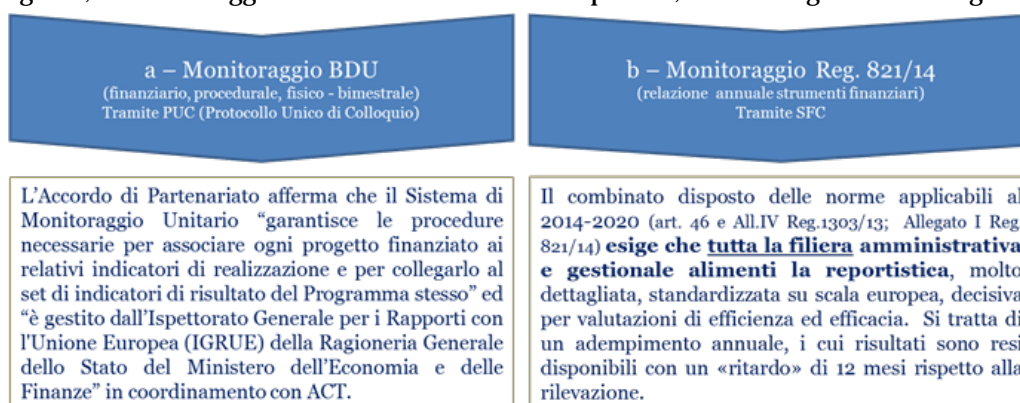 a – Monitoraggio BDU
(finanziario, procedurale, fisico - bimestrale)
Tramite PUC (Protocollo Unico di Colloquio)
b – Monitoraggio Reg. 821/14
(relazione annuale strumenti finanziari)
Tramite SFC
L'Accordo di Partenariato afferma che il Sistema di
Monitoraggio Unitario “garantisce le procedure
necessarie per associare ogni progetto finanziato ai
relativi indicatori di realizzazione e per collegarlo al
set di indicatori di risultato del Programma stesso” ed
“è gestito dall'Ispettorato Generale per i Rapporti con
l'Unione Europea (IGRUE) della Ragioneria Generale
dello Stato del Ministero dell'Economia e delle
Finanze” in coordinamento con ACT.
Il combinato disposto delle norme applicabili al
2014-2020 (art. 46 e All.IV Reg.1303/13; Allegato I Reg.
821/14) esige che tutta la filiera amministrativa
e gestionale alimenti la reportistica, molto
dettagliata, standardizzata su scala europea, decisiva
per valutazioni di efficienza ed efficacia. Si tratta di
un adempimento annuale, i cui risultati sono resi
disponibili con un «ritardo» di 12 mesi rispetto alla
rilevazione.